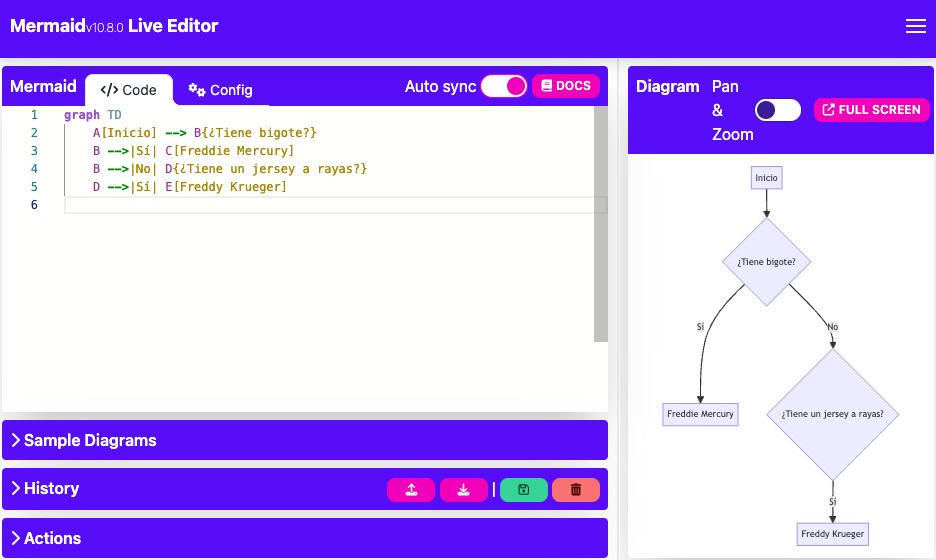 Mermaidv10.8.0 Live Editor
Mermaid
</> Code
Config
Auto sync
DOCS
1 graph TD
2 A[Inicio] --> B{¿Tiene bigote?}
3 B -->|Sí| C[Freddie Mercury]
4 B -->|No| D{¿Tiene un jersey a rayas?}
5 D -->|Sí| E[Freddy Krueger]
6
Sample Diagrams
History
Actions
Diagram
Pan
&
Zoom
FULL SCREEN
Inicio
¿Tiene bigote?
Sí
No
Freddie Mercury
¿Tiene un jersey a rayas?
Sí
Freddy Krueger